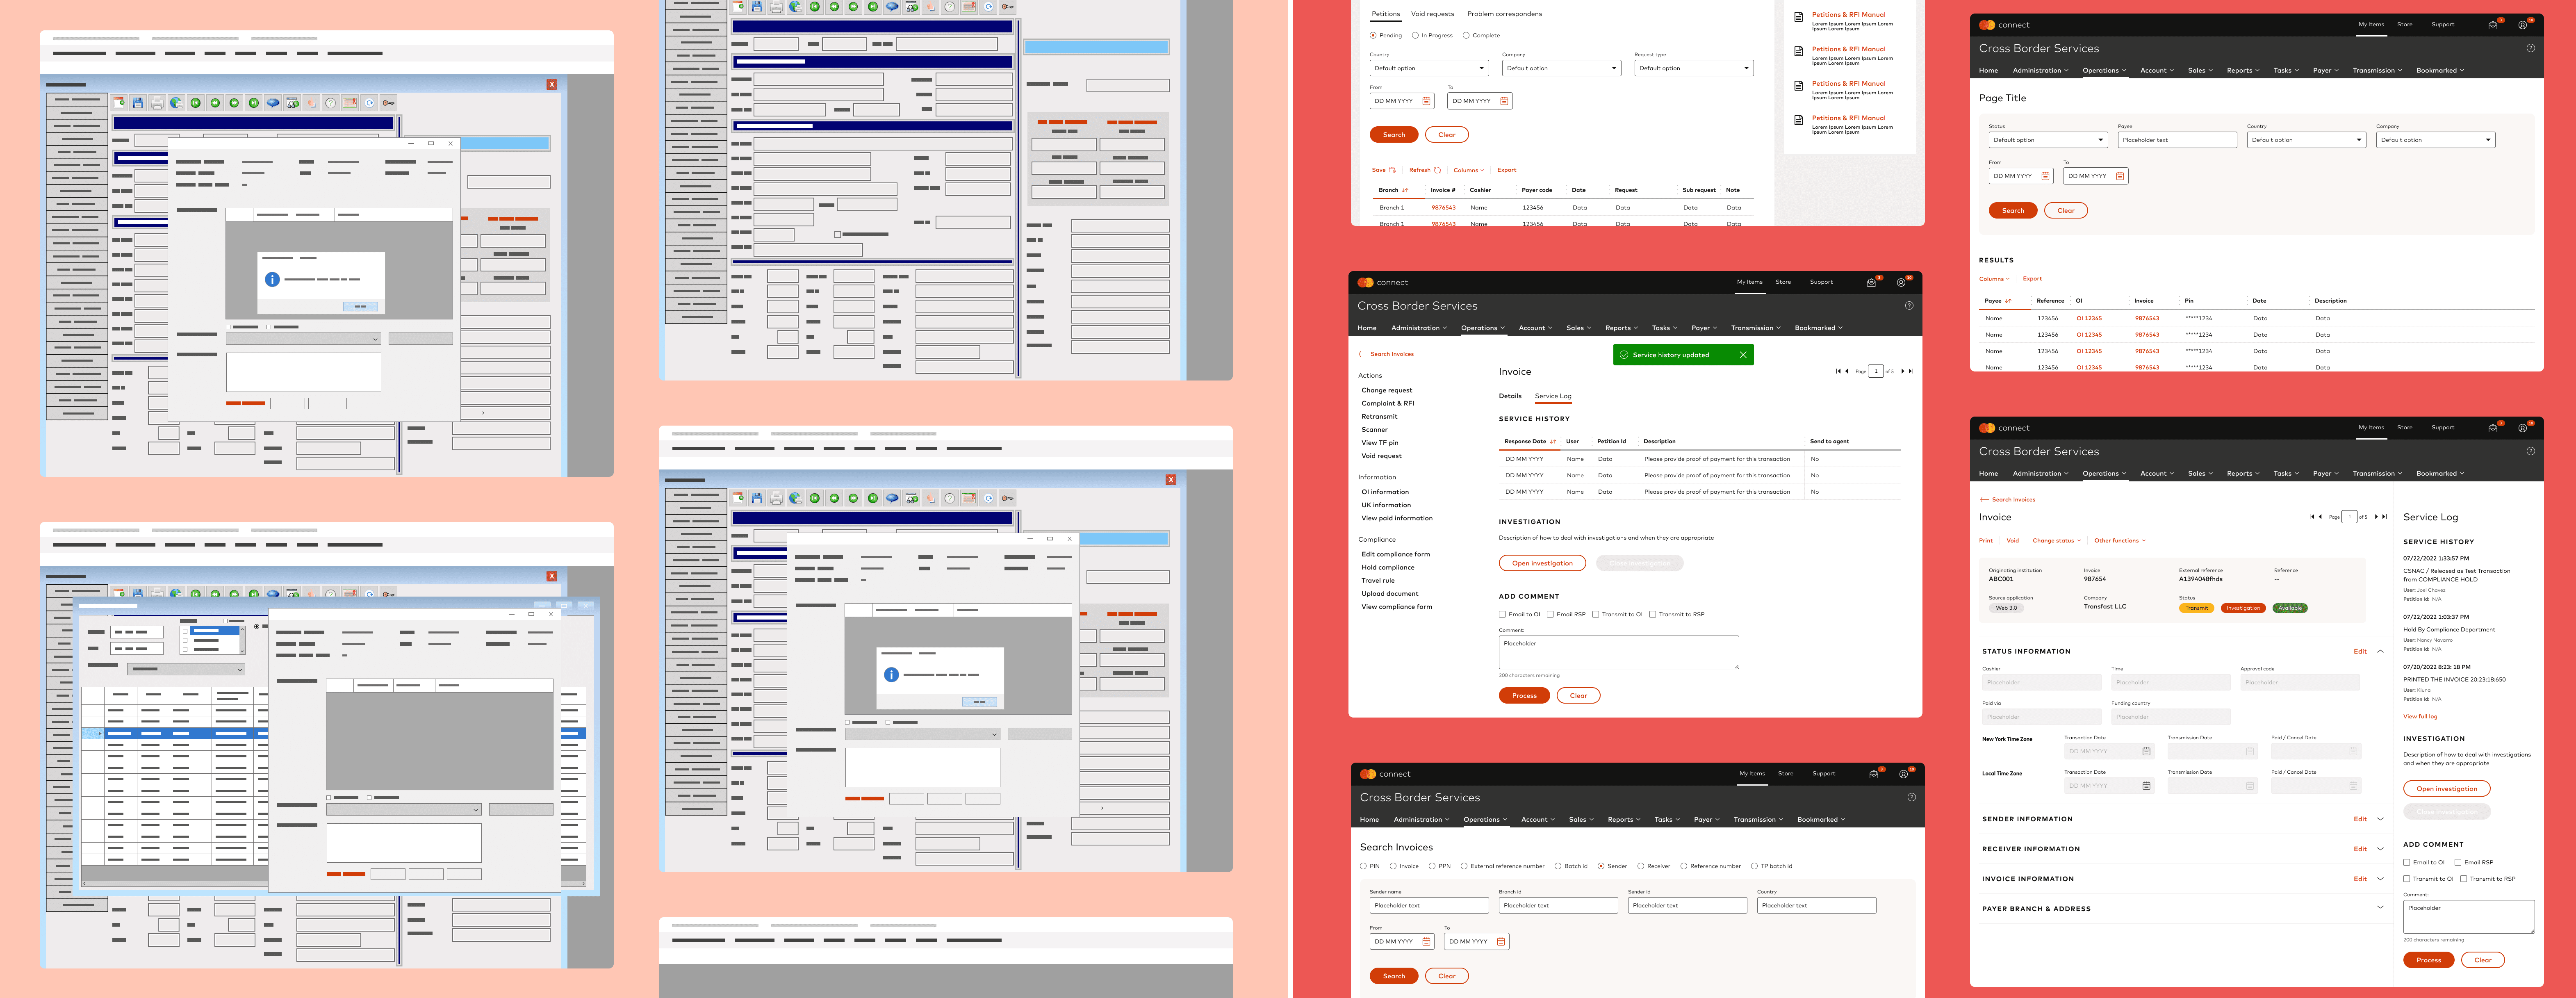 Petitions Void requests Problem correspondens
Pending In Progress Complete
Country Company Request type
Default option Default option Default option
From To
DD MM YYYY DD MM YYYY
Search Clear
Save Refresh Columns Export
Branch Invoice # Cashier Payer code Date Request Sub request Note
Branch 1 9876543 Name 123456 Data Data Data Data
Branch 1 9876543 Name 123456 Data Data Data Data
Petitions & RFI Manual
Lorem Ipsum Lorem Ipsum
Lorem Ipsum Lorem Ipsum
Petitions & RFI Manual
Lorem Ipsum Lorem Ipsum
Lorem Ipsum Lorem Ipsum
Petitions & RFI Manual
Lorem Ipsum Lorem Ipsum
Lorem Ipsum Lorem Ipsum
Petitions & RFI Manual
Lorem Ipsum Lorem Ipsum
Lorem Ipsum Lorem Ipsum
connect My Items Store Support
Cross Border Services
Home Administration Operations Account Sales Reports Tasks Payer Transmission Bookmarked
Search Invoices
Service history updated
Actions
Change request
Complaint & RFI
Retransmit
Scanner
View TF pin
Void request
Information
OI information
UK information
View paid information
Compliance
Edit compliance form
Hold compliance
Travel rule
Upload document
View compliance form
Invoice
Page 1 of 5
Details Service Log
SERVICE HISTORY
Response Date User Petition Id Description Send to agent
DD MM YYYY Name Data Please provide proof of payment for this transaction No
DD MM YYYY Name Data Please provide proof of payment for this transaction No
DD MM YYYY Name Data Please provide proof of payment for this transaction No
INVESTIGATION
Description of how to deal with investigations and when they are appropriate
Open investigation Close investigation
ADD COMMENT
Email to OI Email RSP Transmit to OI Transmit to RSP
Comment:
Placeholder
200 characters remaining
Process Clear
connect My Items Store Support
Cross Border Services
Home Administration Operations Account Sales Reports Tasks Payer Transmission Bookmarked
Search Invoices
PIN Invoice PPN External reference number Batch id Sender Receiver Reference number TP batch id
Sender name Branch id Sender id Country
Placeholder text Placeholder text Placeholder text Placeholder text
From To
DD MM YYYY DD MM YYYY
Search Clear
connect My Items Store Support
Cross Border Services
Home Administration Operations Account Sales Reports Tasks Payer Transmission Bookmarked
Page Title
Status Payee Country Company
Default option Placeholder text Default option Default option
From To
DD MM YYYY DD MM YYYY
Search Clear
RESULTS
Columns Export
Payee Reference OI Invoice Pin Date Description
Name 123456 OI 12345 9876543 *****1234 Data Data
Name 123456 OI 12345 9876543 *****1234 Data Data
Name 123456 OI 12345 9876543 *****1234 Data Data
Name 123456 OI 12345 9876543 *****1234 Data Data
connect My Items Store Support
Cross Border Services
Home Administration Operations Account Sales Reports Tasks Payer Transmission Bookmarked
Search Invoices
Invoice
Page 1 of 5
Print Void Change status Other functions
Originating institution Invoice External reference Reference
ABC001 987654 A1394048fhds --
Source application Company Status
Web 3.0 Transfast LLC Transmit Investigation Available
STATUS INFORMATION Edit
Cashier Time Approval code
Placeholder Placeholder Placeholder
Paid via Funding country
Placeholder Placeholder
New York Time Zone Transaction Date Transmission Date Paid / Cancel Date
DD MM YYYY
Local Time Zone Transaction Date Transmission Date Paid / Cancel Date
DD MM YYYY
SENDER INFORMATION Edit
RECEIVER INFORMATION Edit
INVOICE INFORMATION Edit
PAYER BRANCH & ADDRESS
Service Log
SERVICE HISTORY
07/22/2022 1:33:57 PM
CSNAC / Released as Test Transaction
from COMPLIANCE HOLD
User: Joel Chavez
Petition Id: N/A
07/22/2022 1:03:37 PM
Hold By Compliance Department
User: Nancy Navarro
Petition Id: N/A
07/20/2022 8:23: 18 PM
PRINTED THE INVOICE 20:23:18:650
User: Kluna
Petition Id: N/A
View full log
INVESTIGATION
Description of how to deal with investigations
and when they are appropriate
Open investigation
Close investigation
ADD COMMENT
Email to OI Email RSP
Transmit to OI Transmit to RSP
Comment:
Placeholder
200 characters remaining
Process Clear